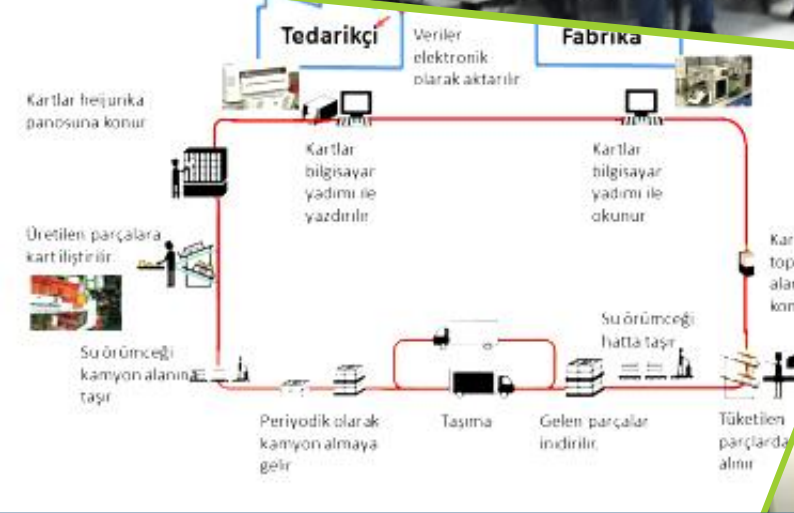 Tedarikçi
Fabrika
Veriler
elektronik
olarak aktarılır
Kartlar heijunka
panosuna konur
Kartlar
bilgisayar
yadımı ile
yazdırılır
Kartlar
bilgisayar
yadımı ile
okunur
Üretilen parçalara
kart iliştirilir.
Su örümceği
kamyon alanına
taşır
Periyodik olarak
kamyon almaya
gelir
Taşıma
Gelen parçalar
inidirilir.
Su örümceği
hatta taşır
Tüketilen
parçlarda
alınır